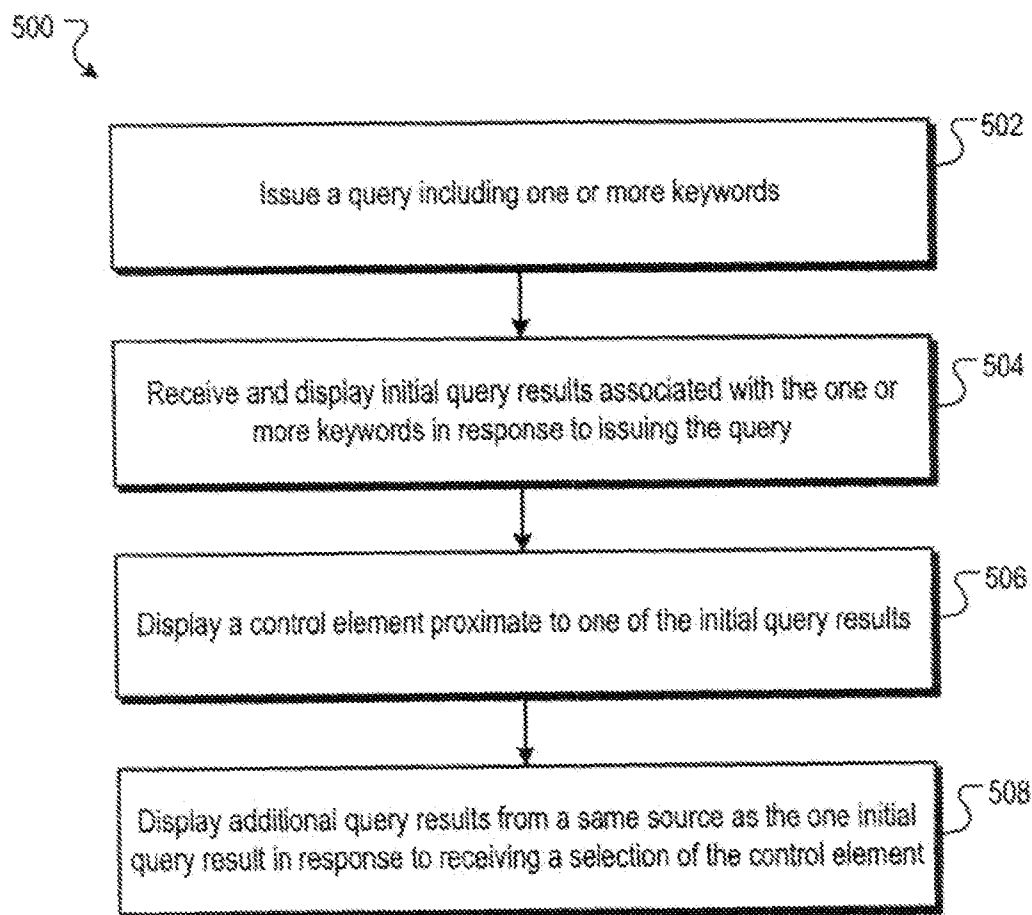 500
502
Issue a query including one or more keywords
504
Receive and display initial query results associated with the one or
more keywords in response to issuing the query
506
Display a control element proximate to one of the initial query results
508
Display additional query results from a same source as the one initial
query result in response to receiving a selection of the control element